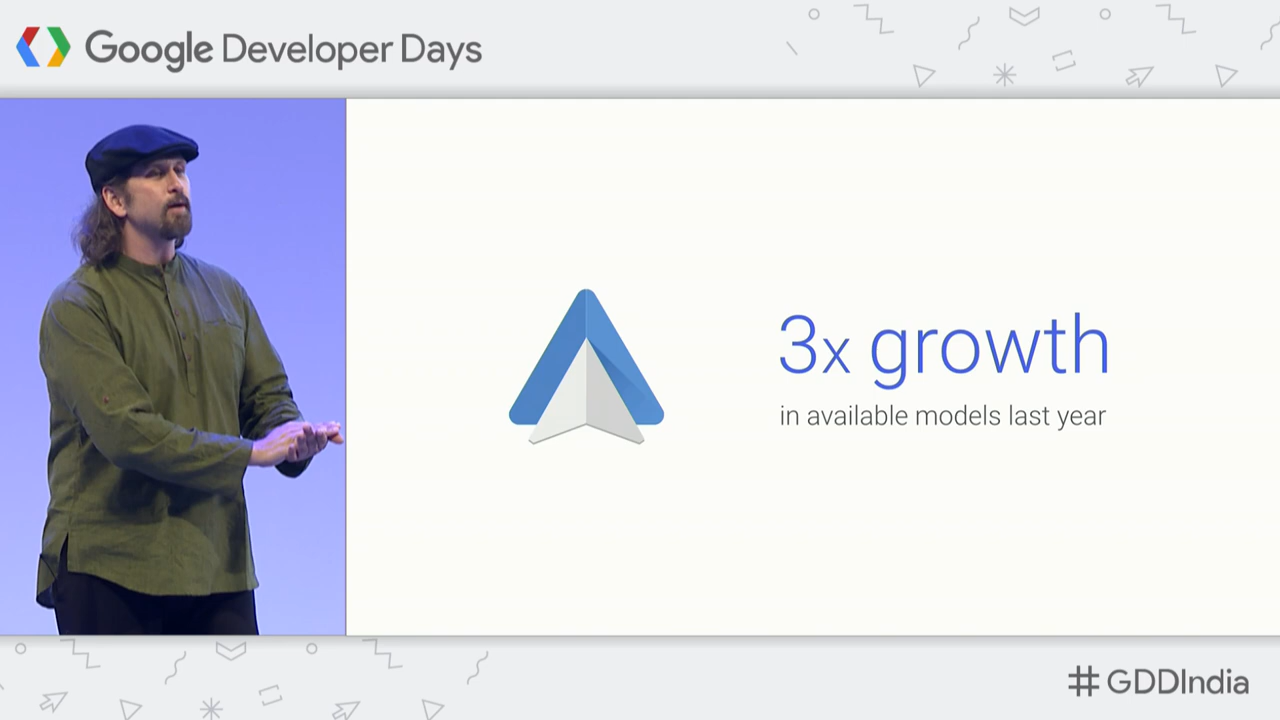 Google Developer Days
3x growth
in available models last year
#GDDIndia